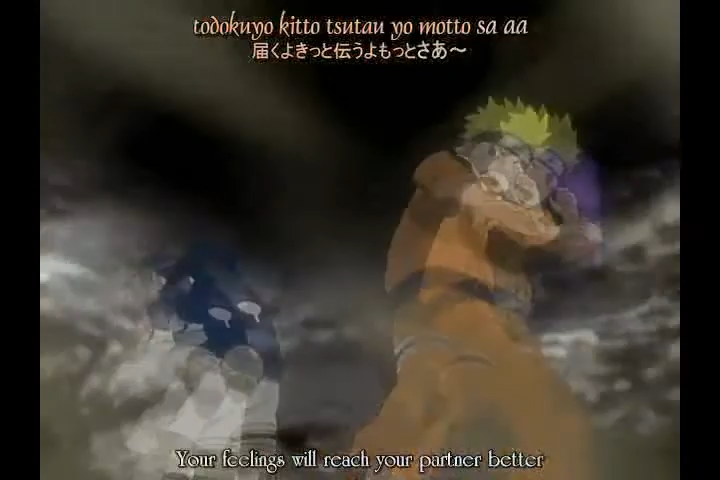 todokuyo kitto tsutau yo motto sa aa
届くよきっと伝うよもっとさあ～
Your feelings will reach your partner better